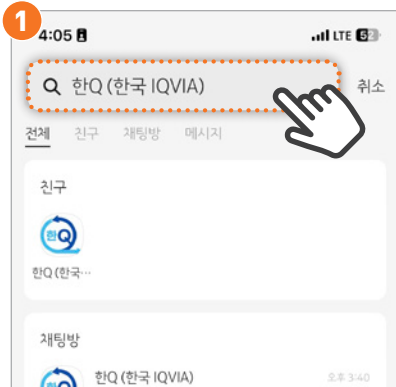 1
4:05
LTE 52
한Q (한국 IQVIA)
취소
전체 친구 채팅방 메시지
친구
한Q
한Q (한국…
채팅방
한Q (한국 IQVIA)
오후 3:40